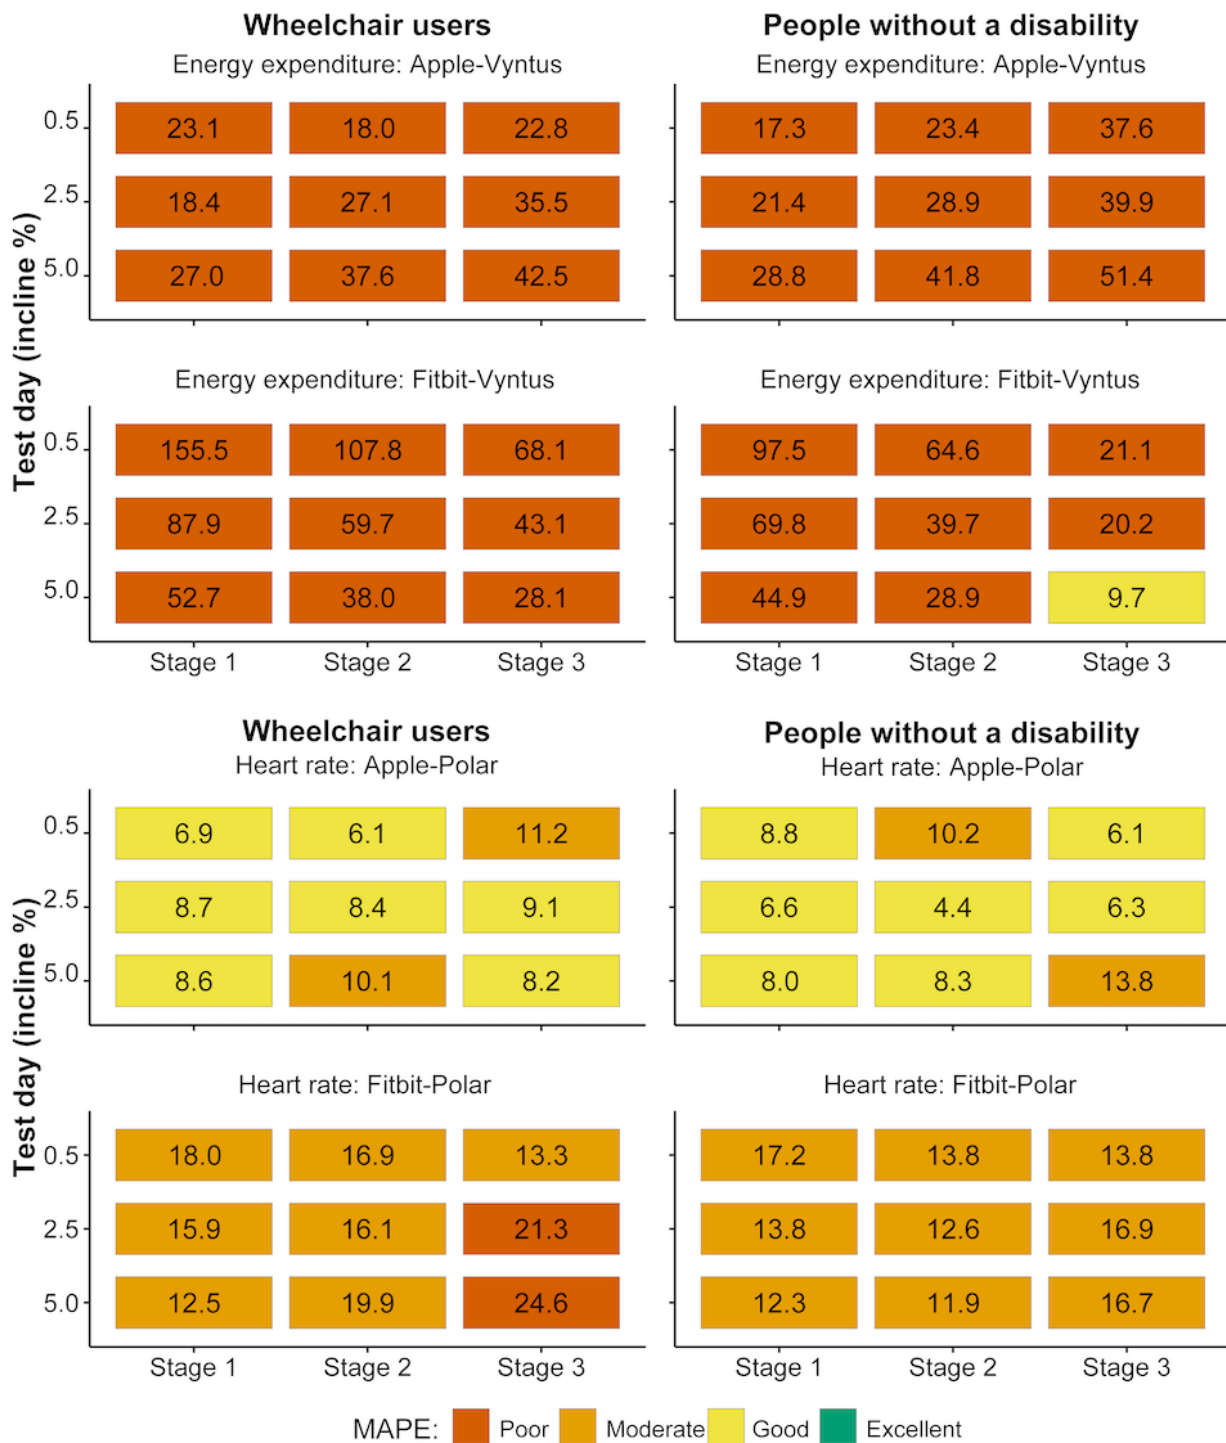 Wheelchair users People without a disability
Energy expenditure: Apple-Vyntus Energy expenditure: Apple-Vyntus
0.5 23.1 18.0 22.8 17.3 23.4 37.6
2.5 18.4 27.1 35.5 21.4 28.9 39.9
5.0 27.0 37.6 42.5 28.8 41.8 51.4
Test day (incline %)
Energy expenditure: Fitbit-Vyntus Energy expenditure: Fitbit-Vyntus
0.5 155.5 107.8 68.1 97.5 64.6 21.1
2.5 87.9 59.7 43.1 69.8 39.7 20.2
5.0 52.7 38.0 28.1 44.9 28.9 9.7
Stage 1 Stage 2 Stage 3 Stage 1 Stage 2 Stage 3
Wheelchair users People without a disability
Heart rate: Apple-Polar Heart rate: Apple-Polar
0.5 6.9 6.1 11.2 8.8 10.2 6.1
2.5 8.7 8.4 9.1 6.6 4.4 6.3
5.0 8.6 10.1 8.2 8.0 8.3 13.8
Test day (incline %)
Heart rate: Fitbit-Polar Heart rate: Fitbit-Polar
0.5 18.0 16.9 13.3 17.2 13.8 13.8
2.5 15.9 16.1 21.3 13.8 12.6 16.9
5.0 12.5 19.9 24.6 12.3 11.9 16.7
Stage 1 Stage 2 Stage 3 Stage 1 Stage 2 Stage 3
MAPE: Poor Moderate Good Excellent